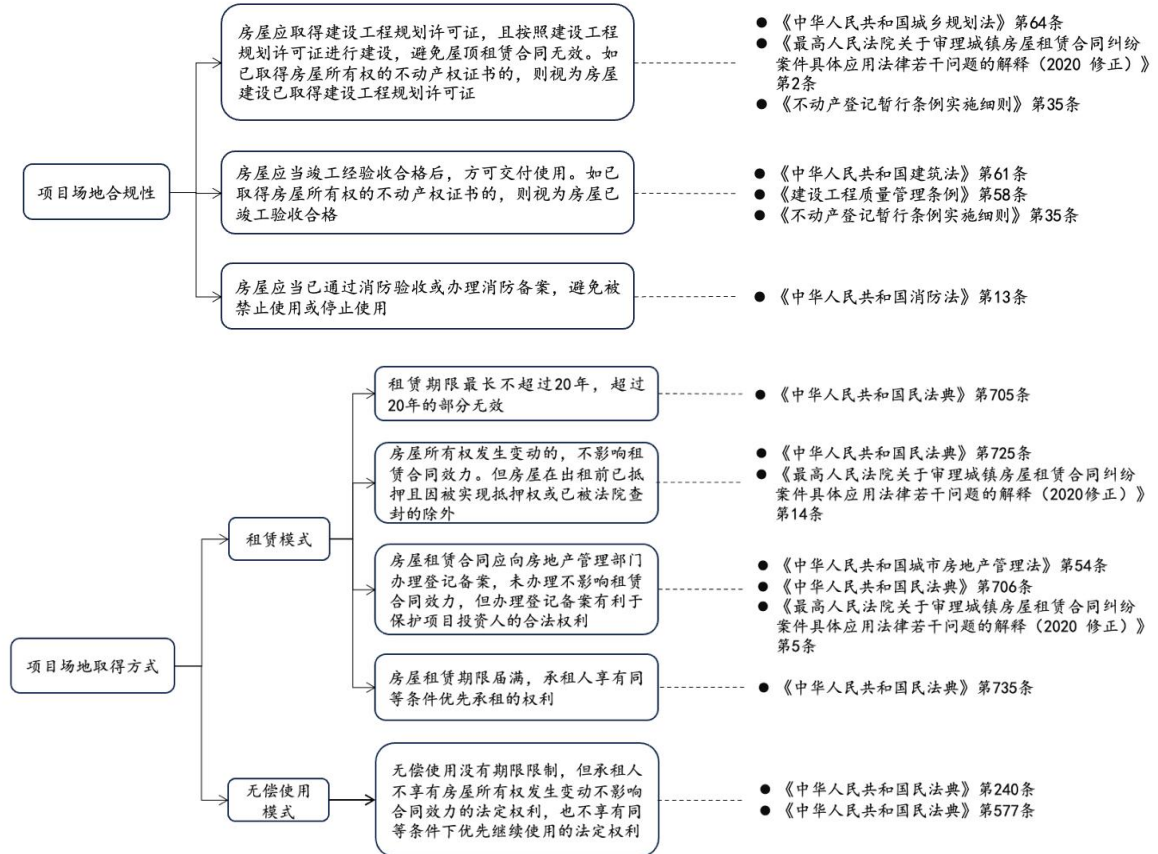 房屋应取得建设工程规划许可证，且按照建设工程
规划许可证进行建设，避免屋顶租赁合同无效。如
已取得房屋所有权的不动产权证书的，则视为房屋
建设已取得建设工程规划许可证
● 《中华人民共和国城乡规划法》第64条
● 《最高人民法院关于审理城镇房屋租赁合同纠纷
案件具体应用法律若干问题的解释（2020 修正）》
第2条
● 《不动产登记暂行条例实施细则》第35条
项目场地合规性
房屋应当竣工经验收合格后，方可交付使用。如已
取得房屋所有权的不动产权证书的，则视为房屋已
竣工验收合格
● 《中华人民共和国建筑法》第61条
● 《建设工程质量管理条例》第58条
● 《不动产登记暂行条例实施细则》第35条
房屋应当已通过消防验收或办理消防备案，避免被
禁止使用或停止使用
● 《中华人民共和国消防法》第13条
租赁期限最长不超过20年，超过
20年的部分无效
● 《中华人民共和国民法典》第705条
房屋所有权发生变动的，不影响租
赁合同效力。但房屋在出租前已抵
押且因被实现抵押权或已被法院查
封的除外
● 《中华人民共和国民法典》第725条
● 《最高人民法院关于审理城镇房屋租赁合同纠纷
案件具体应用法律若干问题的解释（2020修正）》
第14条
租赁模式
房屋租赁合同应向房地产管理部门
办理登记备案，未办理不影响租赁
合同效力，但办理登记备案有利于
保护项目投资人的合法权利
● 《中华人民共和国城市房地产管理法》第54条
● 《中华人民共和国民法典》第706条
● 《最高人民法院关于审理城镇房屋租赁合同纠纷
案件具体应用法律若干问题的解释（2020 修正）》
第5条
项目场地取得方式
房屋租赁期限届满，承租人享有同
等条件优先承租的权利
● 《中华人民共和国民法典》第735条
无偿使用
模式
无偿使用没有期限限制，但承租人
不享有房屋所有权发生变动不影响
合同效力的法定权利，也不享有同
等条件下优先继续使用的法定权利
● 《中华人民共和国民法典》第240条
● 《中华人民共和国民法典》第577条